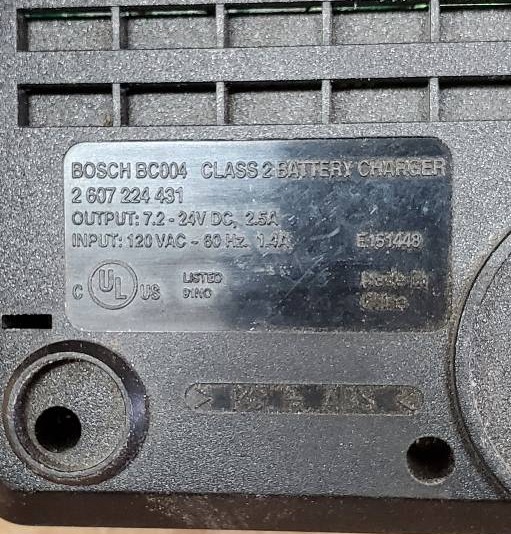 BOSCH BC004 CLASS 2 BATTERY CHARGER
2 607 224 431
OUTPUT: 7.2 - 24V DC, 2.5A
INPUT: 120 VAC ~ 60 Hz 1.4A E151448
C UL US LISTED
91NO
Made in
China